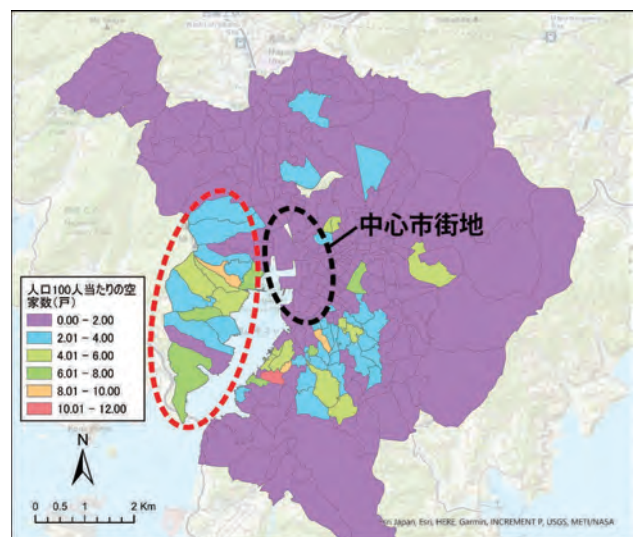 中心市街地
人口100人当たりの空
家数(戸)
0.00 - 2.00
2.01 - 4.00
4.01 - 6.00
6.01 - 8.00
8.01 - 10.00
10.01 - 12.00
N
0 0.5 1 2 Km
Japan, Esri, HERE, Garmin, INCREMENT P, USGS, METI/NASA